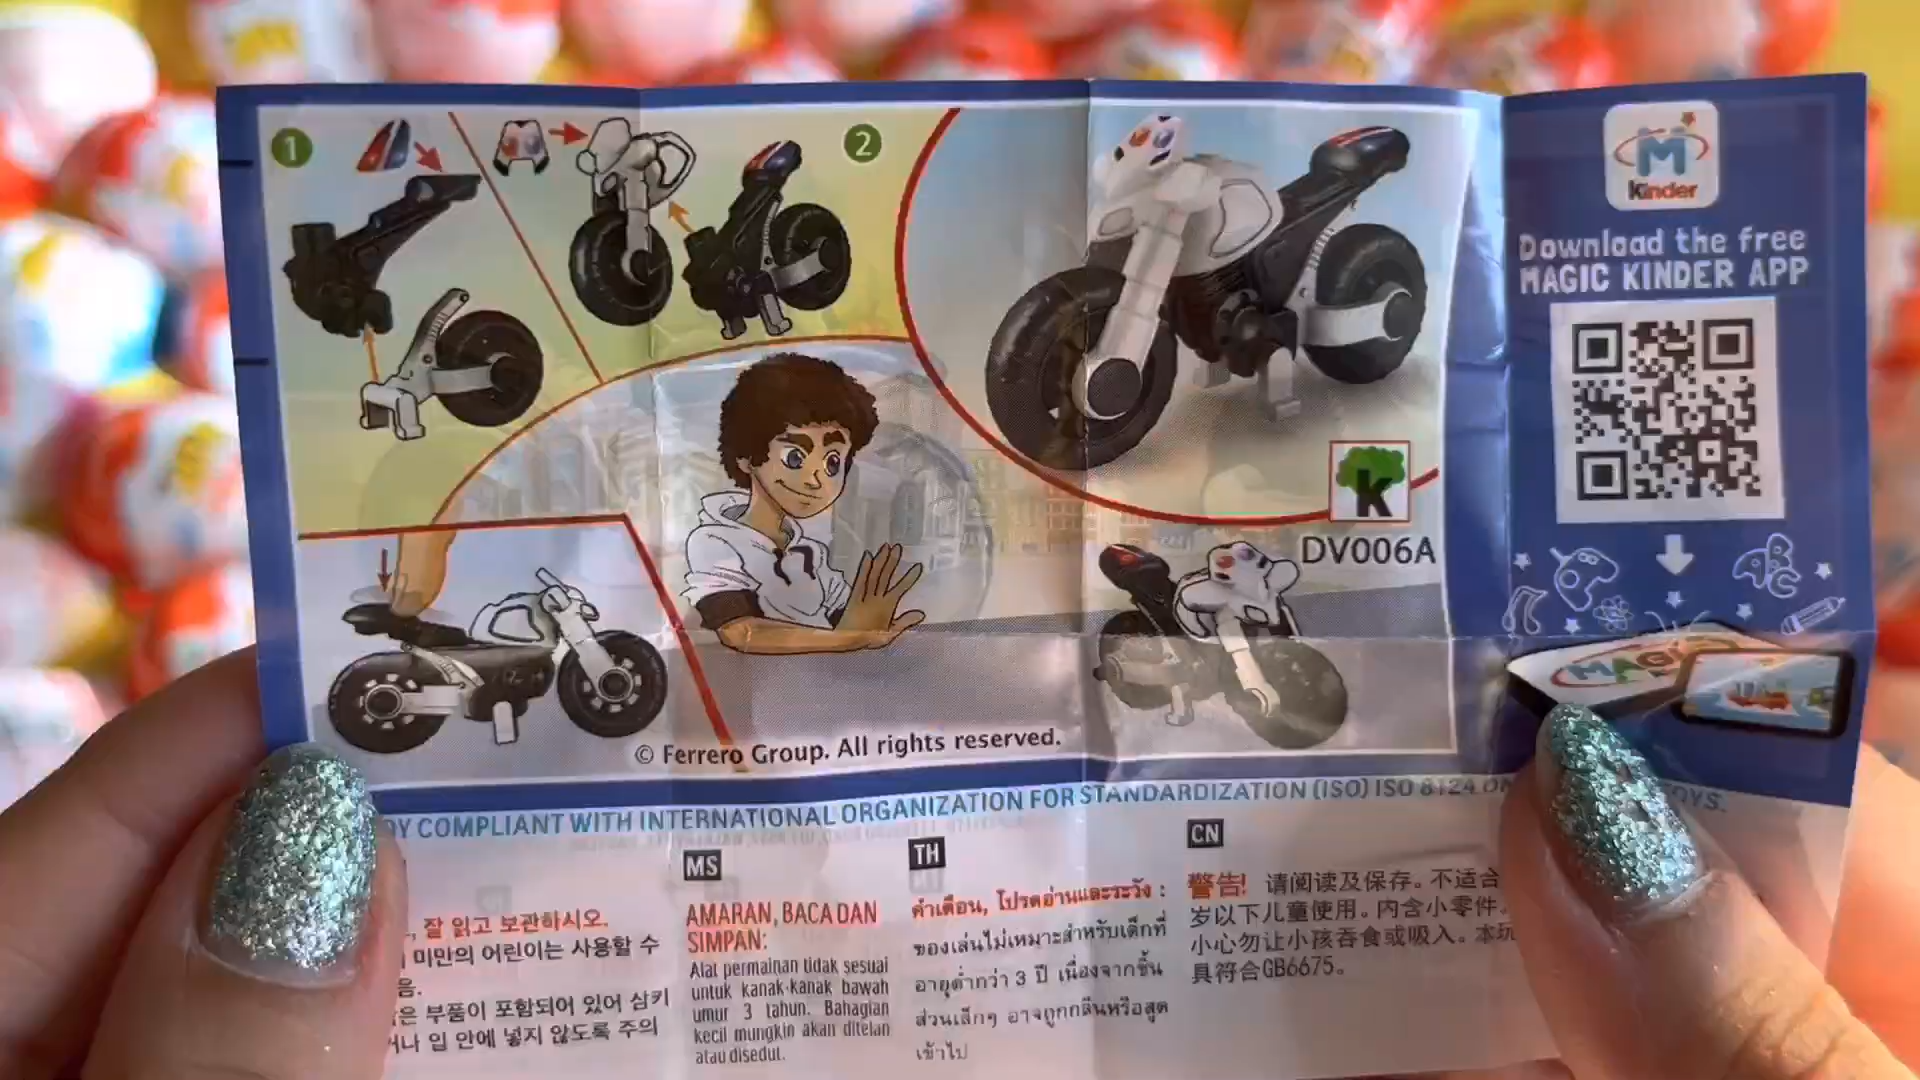 1
2
Kinder
Download the free
MAGIC KINDER APP
K
DV006A
© Ferrero Group. All rights reserved.
COMPLIANT WITH INTERNATIONAL ORGANIZATION FOR STANDARDIZATION (ISO) ISO 8124
잘 읽고 보관하시오.
미만의 어린이는 사용할 수
음.
은 부품이 포함되어 있어 삼키
거나 입 안에 넣지 않도록 주의
MS
AMARAN, BACA DAN
SIMPAN:
Alat permainan tidak sesuai
untuk kanak-kanak bawah
umur 3 tahun. Bahagian
kecil mungkin akan ditelan
atau disedut.
TH
คำเตือน, โปรดอ่านและระวัง :
ของเล่นไม่เหมาะสำหรับเด็กที่
อายุต่ำกว่า 3 ปี เนื่องจากชิ้น
ส่วนเล็กๆ อาจถูกกลืนหรือสูด
เข้าไป
CN
警告! 请阅读及保存。不适合
岁以下儿童使用。内含小零件。
小心勿让小孩吞食或吸入。本玩
具符合GB6675。